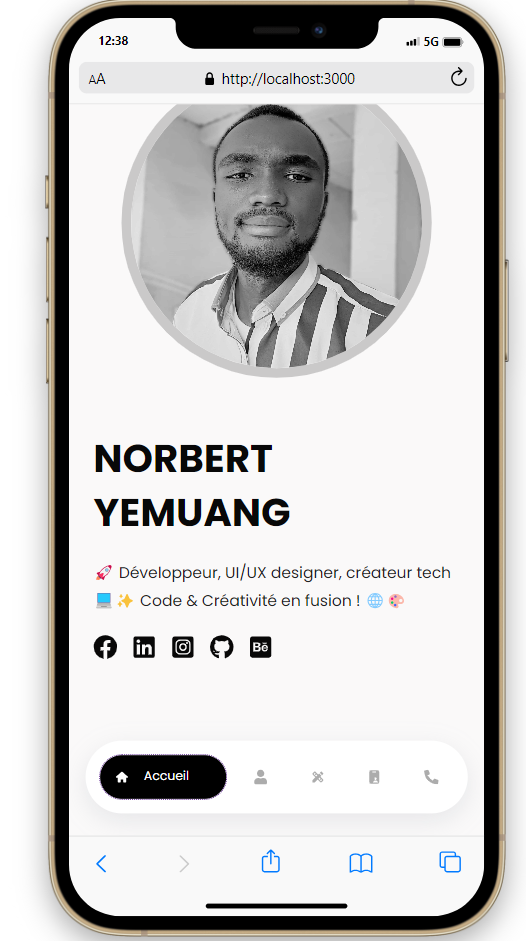 12:38
5G
AA
http://localhost:3000
NORBERT
YEMUANG
🚀 Développeur, UI/UX designer, créateur tech
💻 ✨ Code & Créativité en fusion ! 🌐 🎨
Bē
Accueil